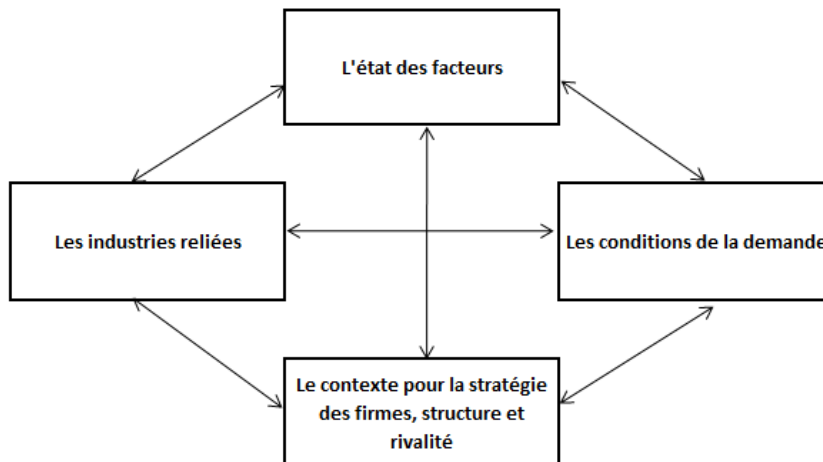 L'état des facteurs
Les industries reliées
Les conditions de la demande
Le contexte pour la stratégie
des firmes, structure et
rivalité